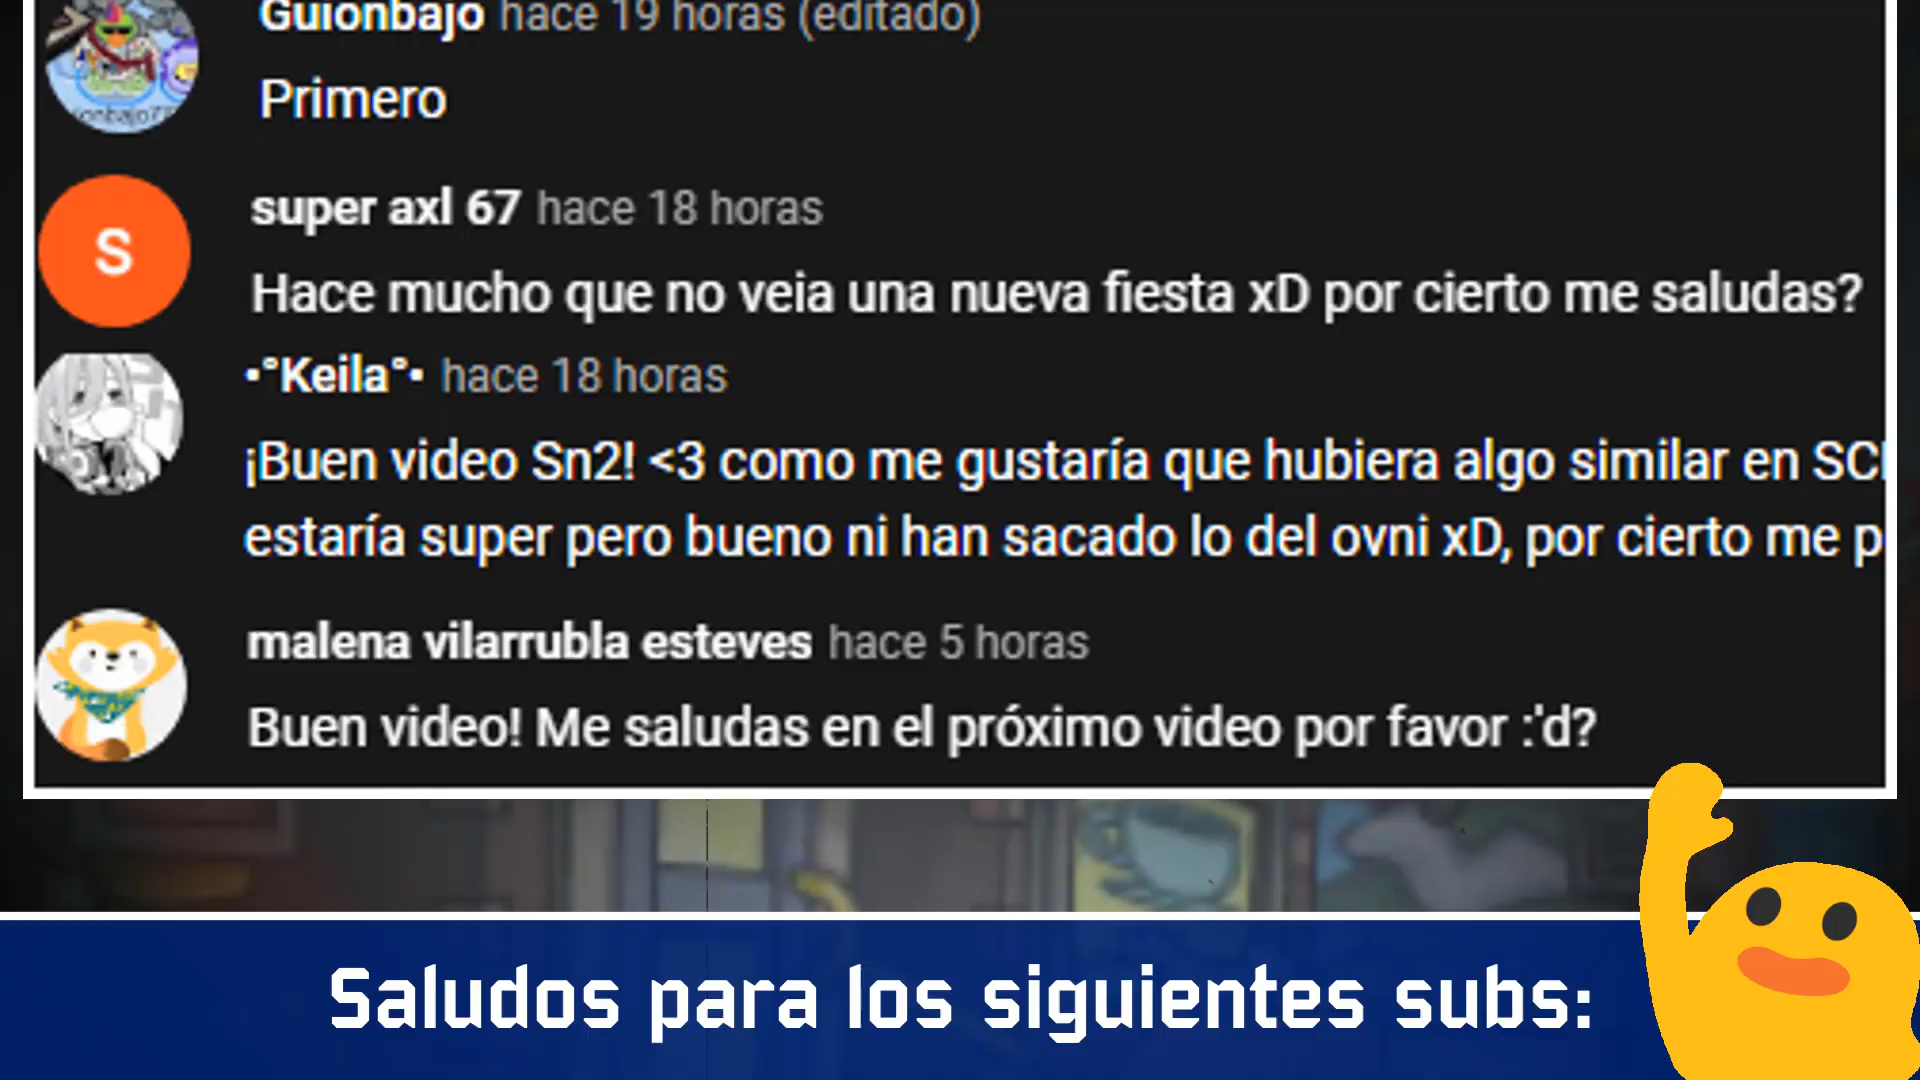 Guionbajo hace 19 horas (editado)
Primero
super axl 67 hace 18 horas
S
Hace mucho que no veia una nueva fiesta xD por cierto me saludas?
•°Keila°• hace 18 horas
¡Buen video Sn2! <3 como me gustaría que hubiera algo similar en
estaría super pero bueno ni han sacado lo del ovni xD, por cierto me
malena vilarrubla esteves hace 5 horas
Buen video! Me saludas en el próximo video por favor :'d?
Saludos para los siguientes subs: